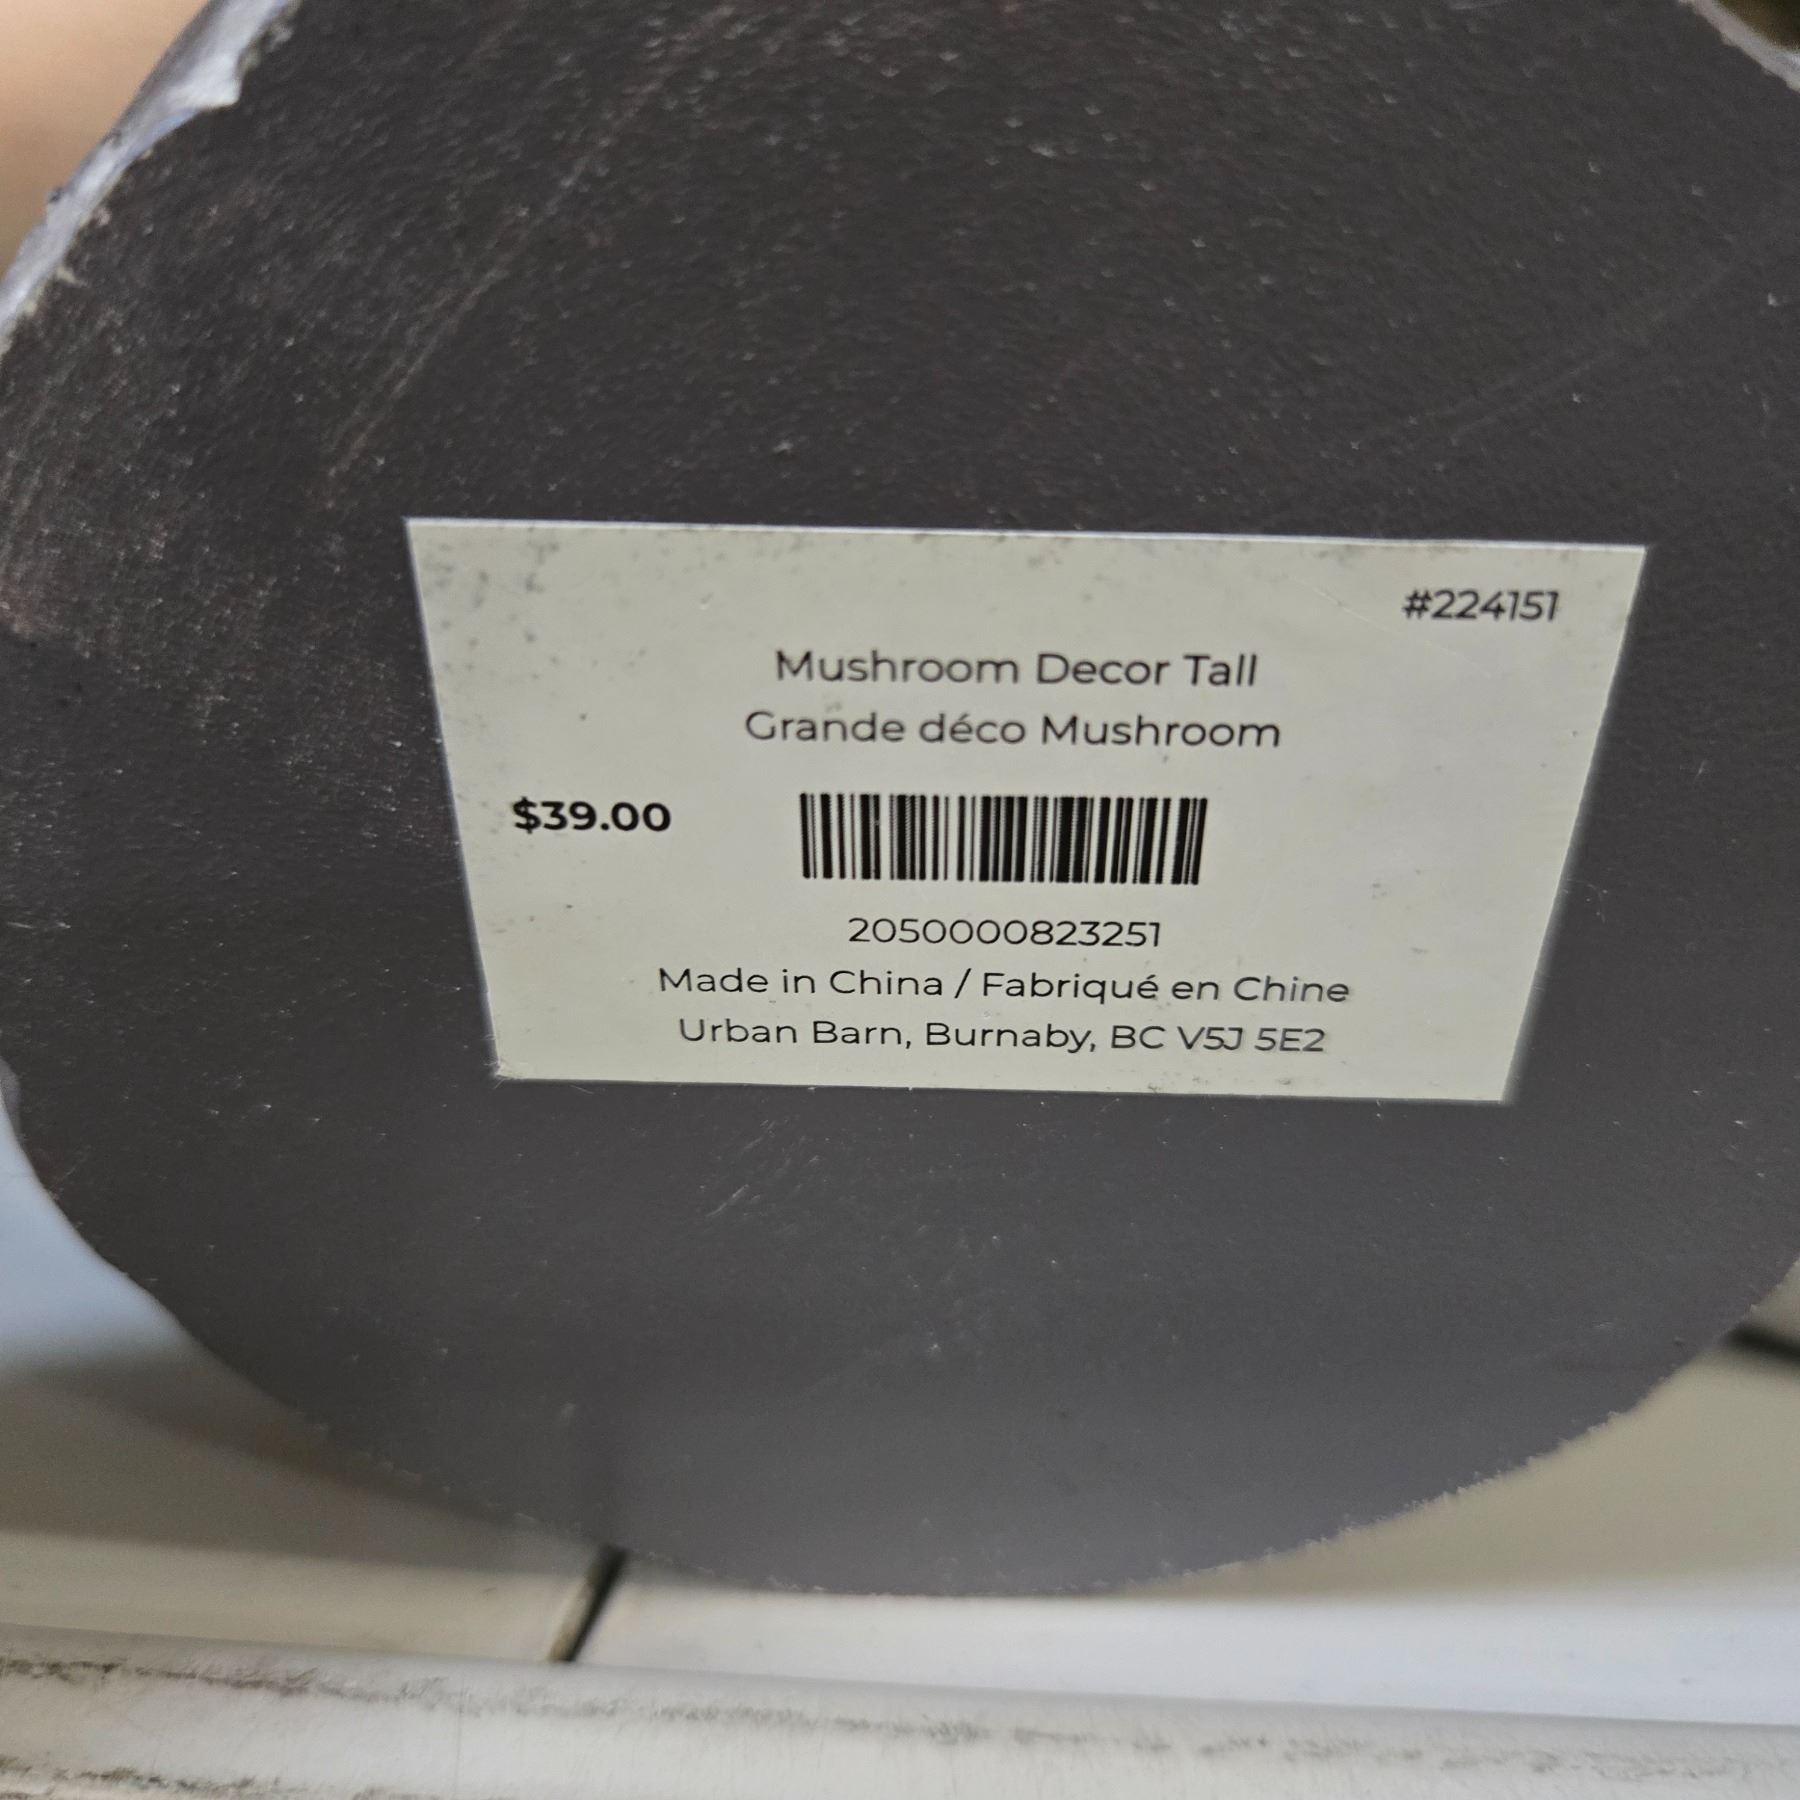 #224151
Mushroom Decor Tall
Grande déco Mushroom
$39.00
2050000823251
Made in China / Fabriqué en Chine
Urban Barn, Burnaby, BC V5J 5E2